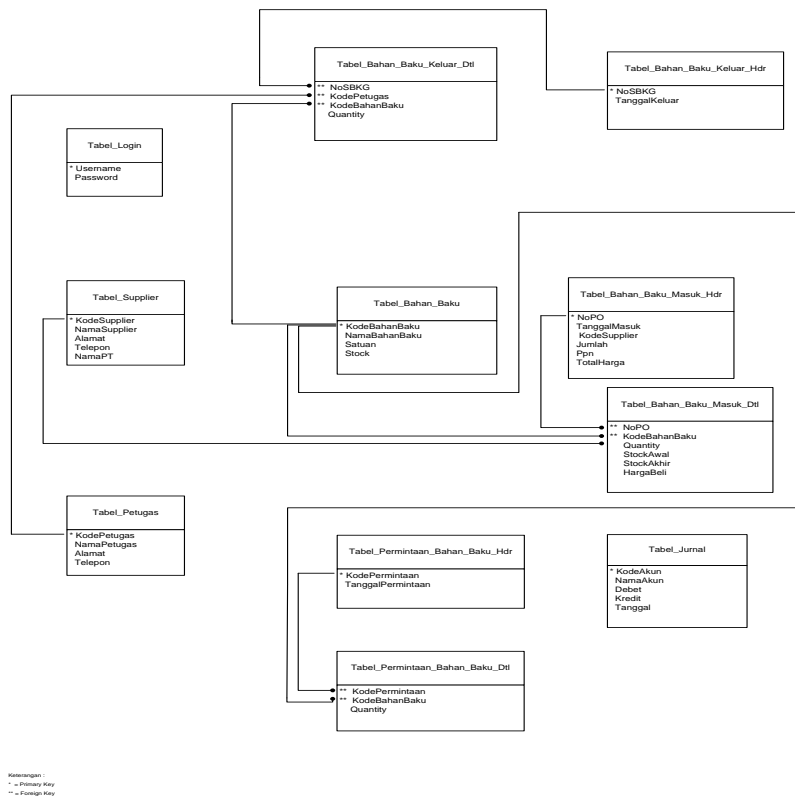 Tabel_Bahan_Baku_Keluar_Dtl
** NoSBKG
** KodePetugas
** KodeBahanBaku
Quantity
Tabel_Bahan_Baku_Keluar_Hdr
* NoSBKG
TanggalKeluar
Tabel_Login
* Username
Password
Tabel_Supplier
* KodeSupplier
NamaSupplier
Alamat
Telepon
NamaPT
Tabel_Bahan_Baku
* KodeBahanBaku
NamaBahanBaku
Satuan
Stock
Tabel_Bahan_Baku_Masuk_Hdr
* NoPO
TanggalMasuk
KodeSupplier
Jumlah
Ppn
TotalHarga
Tabel_Bahan_Baku_Masuk_Dtl
** NoPO
** KodeBahanBaku
Quantity
StockAwal
StockAkhir
HargaBeli
Tabel_Petugas
* KodePetugas
NamaPetugas
Alamat
Telepon
Tabel_Permintaan_Bahan_Baku_Hdr
* KodePermintaan
TanggalPermintaan
Tabel_Jurnal
* KodeAkun
NamaAkun
Debet
Kredit
Tanggal
Tabel_Permintaan_Bahan_Baku_Dtl
** KodePermintaan
** KodeBahanBaku
Quantity
Keterangan :
* = Primary Key
** = Foreign Key